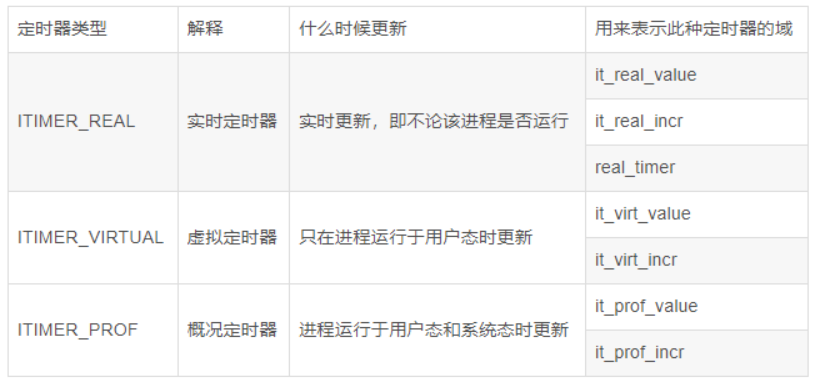 定时器类型 解释 什么时候更新 用来表示此种定时器的域
it_real_value
ITIMER_REAL 实时定时器 实时更新，即不论该进程是否运行 it_real_incr
real_timer
it_virt_value
ITIMER_VIRTUAL 虚拟定时器 只在进程运行于用户态时更新
it_virt_incr
it_prof_value
ITIMER_PROF 概况定时器 进程运行于用户态和系统态时更新
it_prof_incr